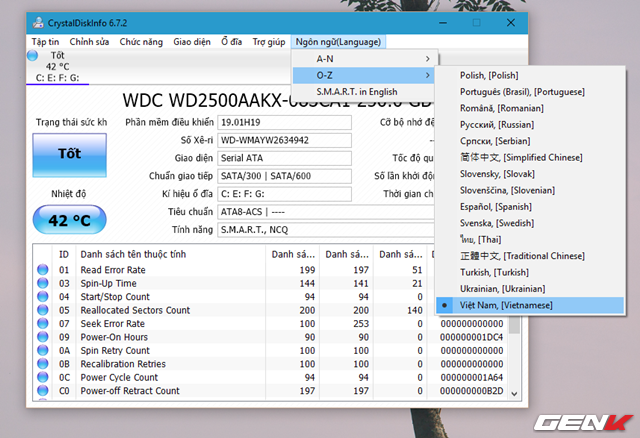 CrystalDiskInfo 6.7.2
Tập tin Chỉnh sửa Chức năng Giao diện Ổ đĩa Trợ giúp Ngôn ngữ(Language)
Tốt
42 °C
C: E: F: G:
A-N
O-Z
S.M.A.R.T. in English
Polish, [Polish]
Português (Brasil), [Portuguese]
Română, [Romanian]
Русский, [Russian]
Српски, [Serbian]
简体中文, [Simplified Chinese]
Slovensky, [Slovak]
Slovenščina, [Slovenian]
Español, [Spanish]
Svenska, [Swedish]
ไทย, [Thai]
正體中文, [Traditional Chinese]
Turkish, [Turkish]
Ukrainian, [Ukrainian]
Việt Nam, [Vietnamese]
WDC WD2500AAKX-
Trạng thái sức kh
Tốt
Nhiệt độ
42 °C
Phần mềm điều khiển 19.01H19 Cỡ bộ nhớ đệ
Số Xê-ri WD-WMAYW2634942 --
Giao diện Serial ATA Tốc độ qu
Chuẩn giao tiếp SATA/300 | SATA/600 Số lần khởi độ
Kí hiệu ổ đĩa C: E: F: G: Thời gian ch
Tiêu chuẩn ATA8-ACS | ----
Tính năng S.M.A.R.T., NCQ
ID Danh sách tên thuộc tính Danh sá... Danh sá... Danh sá...
01 Read Error Rate 199 197 51
03 Spin-Up Time 144 141 21
04 Start/Stop Count 94 94 0
05 Reallocated Sectors Count 200 200 140
07 Seek Error Rate 100 253 0 000000000000
09 Power-On Hours 90 90 0 000000001DC4
0A Spin Retry Count 94 94 0 000000000000
0B Recalibration Retries 94 94 0 000000000000
0C Power Cycle Count 94 94 0 000000001A64
C0 Power-off Retract Count 197 197 0 000000000B2D
GENK